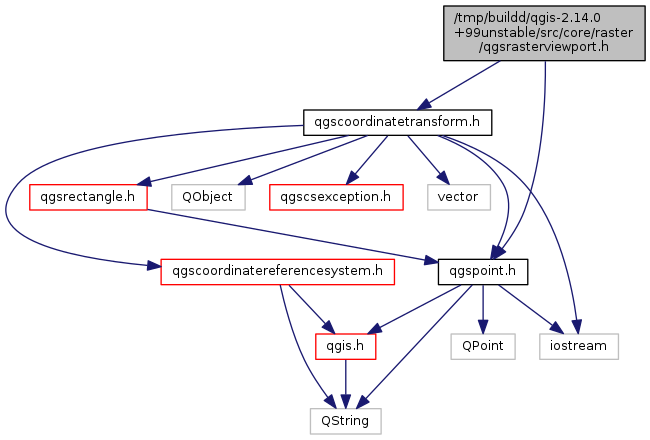 /tmp/buildd/qgis-2.14.0
+99unstable/src/core/raster
/qgsrasterviewport.h
qgscoordinatetransform.h
qgsrectangle.h
QObject
qgscsexception.h
vector
qgscoordinatereferencesystem.h
qgspoint.h
qgis.h
QPoint
iostream
QString